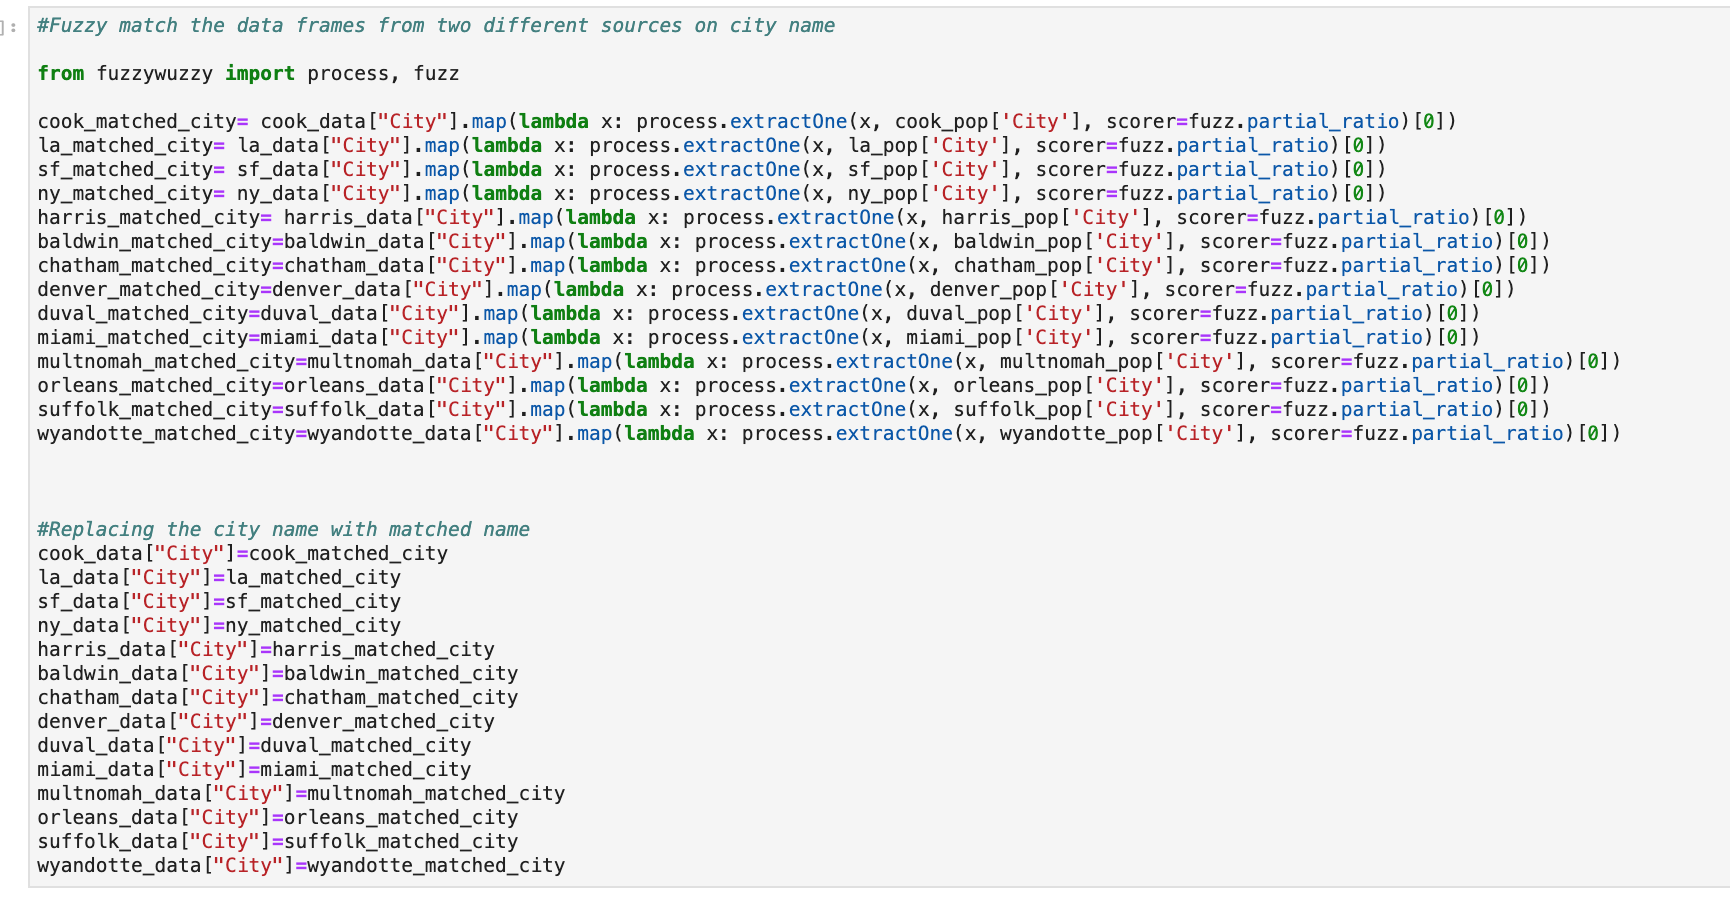 ]:
#Fuzzy match the data frames from two different sources on city name
from fuzzywuzzy import process, fuzz
cook_matched_city= cook_data["City"].map(lambda x: process.extractOne(x, cook_pop['City'], scorer=fuzz.partial_ratio)[0])
la_matched_city= la_data["City"].map(lambda x: process.extractOne(x, la_pop['City'], scorer=fuzz.partial_ratio)[0])
sf_matched_city= sf_data["City"].map(lambda x: process.extractOne(x, sf_pop['City'], scorer=fuzz.partial_ratio)[0])
ny_matched_city= ny_data["City"].map(lambda x: process.extractOne(x, ny_pop['City'], scorer=fuzz.partial_ratio)[0])
harris_matched_city= harris_data["City"].map(lambda x: process.extractOne(x, harris_pop['City'], scorer=fuzz.partial_ratio)[0])
baldwin_matched_city=baldwin_data["City"].map(lambda x: process.extractOne(x, baldwin_pop['City'], scorer=fuzz.partial_ratio)[0])
chatham_matched_city=chatham_data["City"].map(lambda x: process.extractOne(x, chatham_pop['City'], scorer=fuzz.partial_ratio)[0])
denver_matched_city=denver_data["City"].map(lambda x: process.extractOne(x, denver_pop['City'], scorer=fuzz.partial_ratio)[0])
duval_matched_city=duval_data["City"].map(lambda x: process.extractOne(x, duval_pop['City'], scorer=fuzz.partial_ratio)[0])
miami_matched_city=miami_data["City"].map(lambda x: process.extractOne(x, miami_pop['City'], scorer=fuzz.partial_ratio)[0])
multnomah_matched_city=multnomah_data["City"].map(lambda x: process.extractOne(x, multnomah_pop['City'], scorer=fuzz.partial_ratio)[0])
orleans_matched_city=orleans_data["City"].map(lambda x: process.extractOne(x, orleans_pop['City'], scorer=fuzz.partial_ratio)[0])
suffolk_matched_city=suffolk_data["City"].map(lambda x: process.extractOne(x, suffolk_pop['City'], scorer=fuzz.partial_ratio)[0])
wyandotte_matched_city=wyandotte_data["City"].map(lambda x: process.extractOne(x, wyandotte_pop['City'], scorer=fuzz.partial_ratio)[0])
#Replacing the city name with matched name
cook_data["City"]=cook_matched_city
la_data["City"]=la_matched_city
sf_data["City"]=sf_matched_city
ny_data["City"]=ny_matched_city
harris_data["City"]=harris_matched_city
baldwin_data["City"]=baldwin_matched_city
chatham_data["City"]=chatham_matched_city
denver_data["City"]=denver_matched_city
duval_data["City"]=duval_matched_city
miami_data["City"]=miami_matched_city
multnomah_data["City"]=multnomah_matched_city
orleans_data["City"]=orleans_matched_city
suffolk_data["City"]=suffolk_matched_city
wyandotte_data["City"]=wyandotte_matched_city